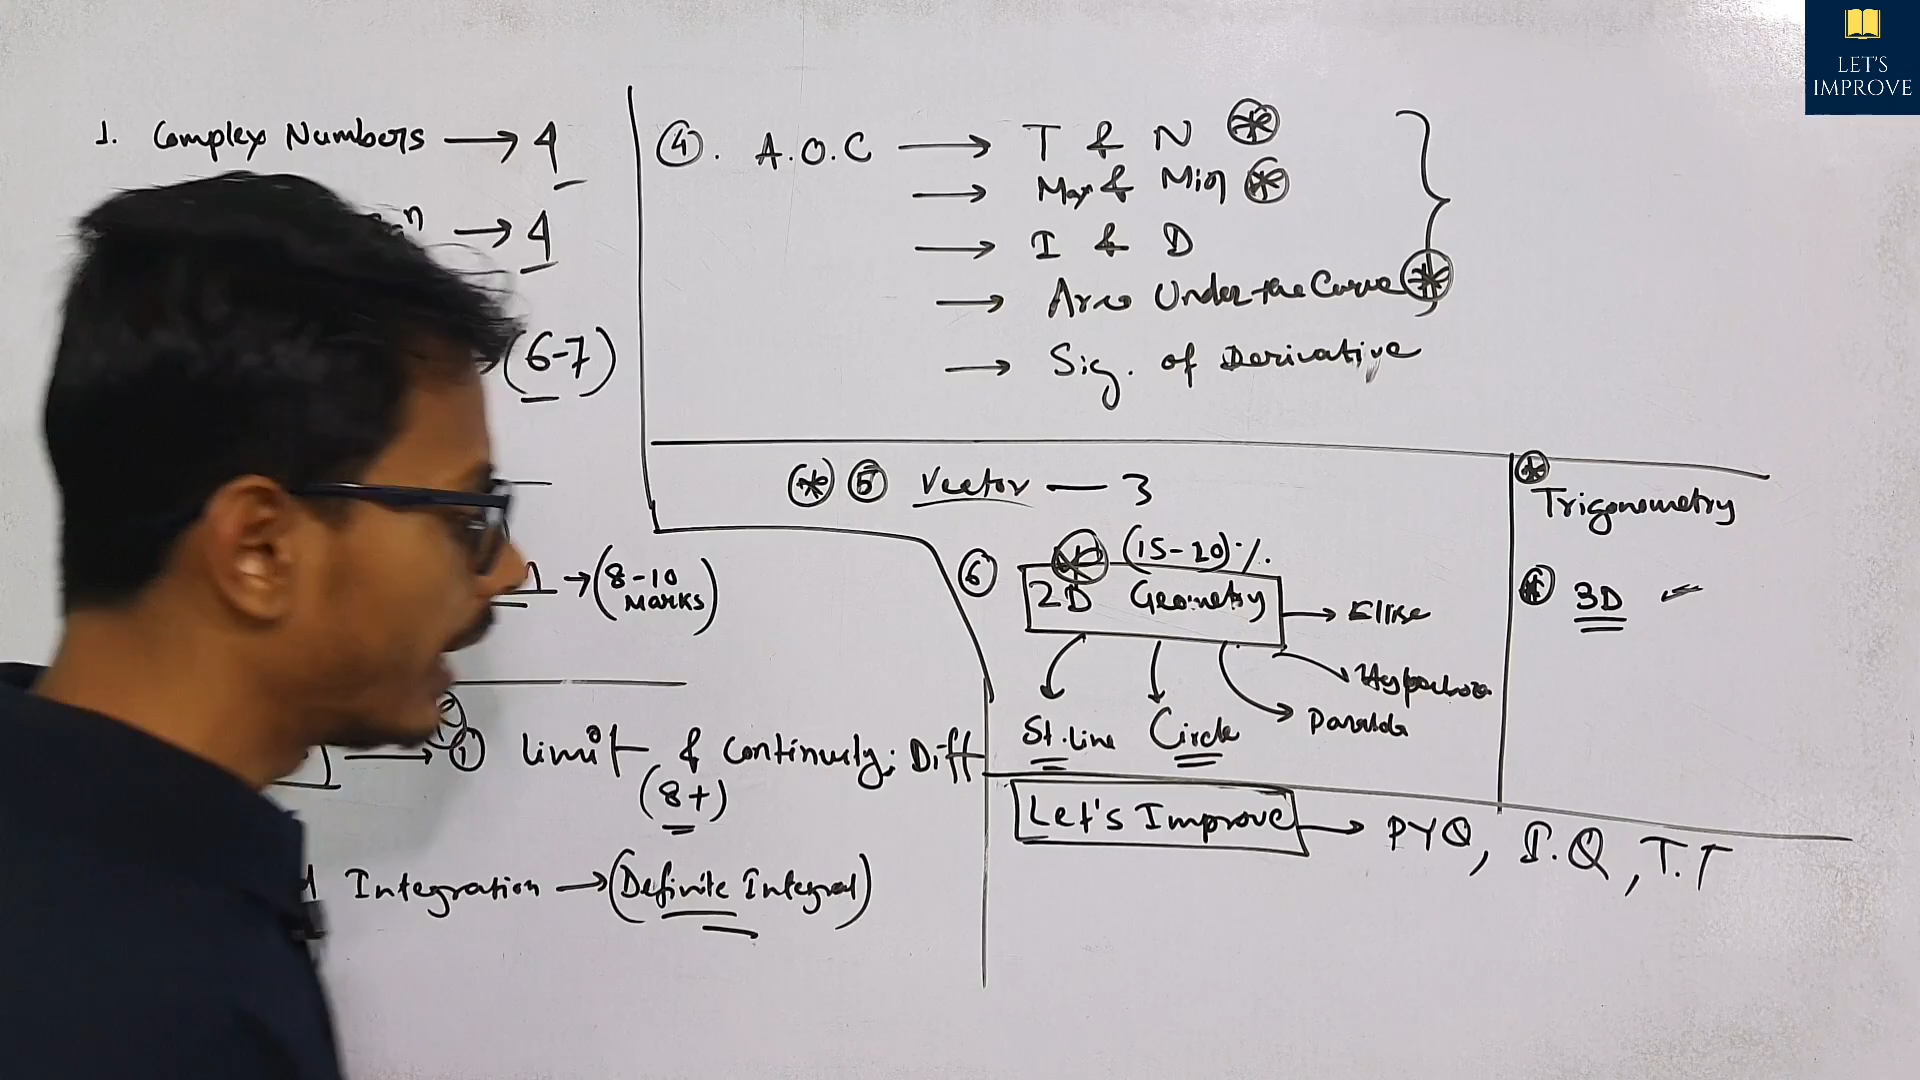 LET'S
IMPROVE
1. Complex Numbers → 4
n → 4
→ (6-7)
→ (8-10
MARKS)
→ ① Limit & Continuity; Diff
(8+)
Integration → (Definite Integral)
④. A.O.C → T & N
→ Max & Min
→ I & D
→ Area Under the Curve
→ Sig. of Derivative
⑤ Vector — 3
⑥ (15-20)%
2D Geometry → Ellise
Hyperbola
Parabola
St. line Circle
Trigonometry
3D
Let's Improve → PYQ, I.Q, T.T